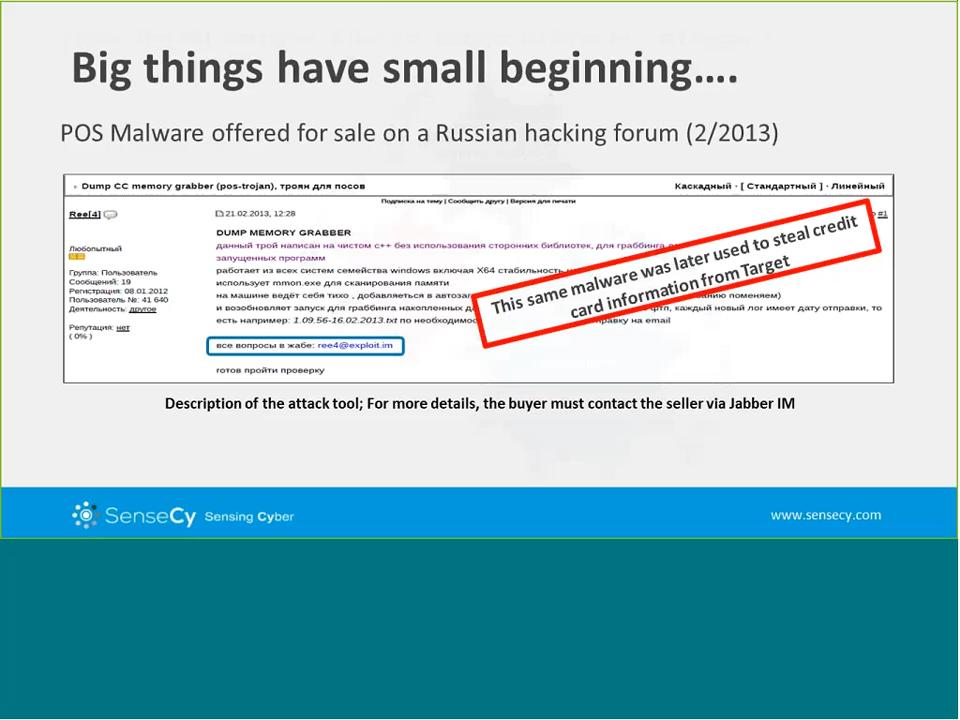 Big things have small beginning....
POS Malware offered for sale on a Russian hacking forum (2/2013)
Dump CC memory grabber (pos-trojan), троян для посов
Каскадный · [ Стандартный ] · Линейный
Подписка на тему | Сообщить другу | Версия для печати
Ree[4]
21.02.2013, 12:28
#1
Любопытный
Группа: Пользователь
Сообщений: 19
Регистрация: 08.01.2012
Пользователь №: 41 640
Деятельность: другое
Репутация: нет
( 0% )
DUMP MEMORY GRABBER
данный трой написан на чистом с++ без использования сторонних библиотек, для граббинга
запущенных программ
работает из всех систем семейства windows включая X64 стабильность
использует mmon.exe для сканирования памяти
на машине ведёт себя тихо , добавляеться в поменяем)
и возобновляет запуск для граббинга накопленных каждый новый лог имеет дату отправки, то
есть например: 1.09.56-16.02.2013.txt по на email
все вопросы в жабе: ree4@exploit.im
готов пройти проверку
This same malware was later used to steal credit
card information from Target
Description of the attack tool; For more details, the buyer must contact the seller via Jabber IM
SenseCy Sensing Cyber
www.sensecy.com